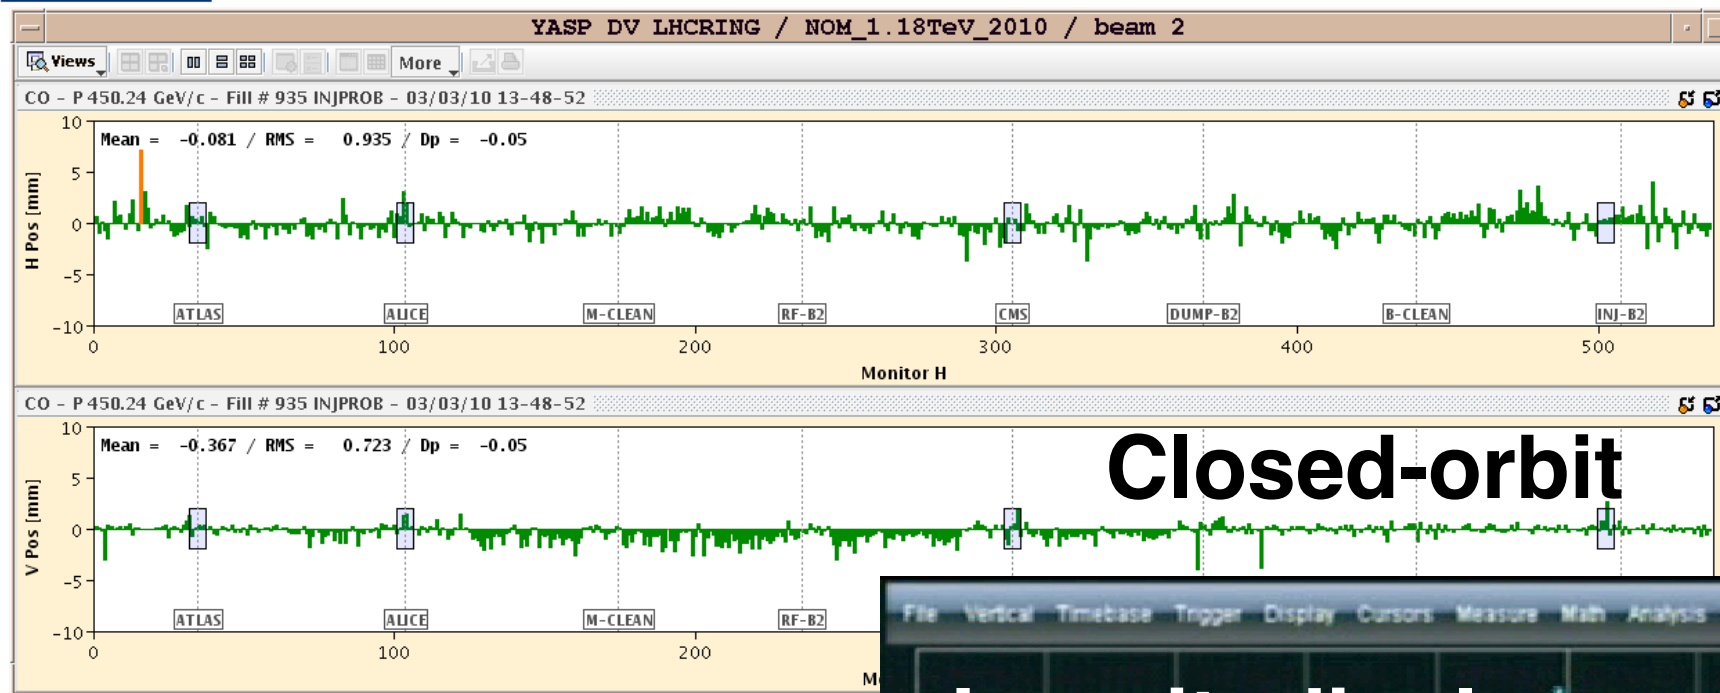 YASP DV LHCRING / NOM_1.18TeV_2010 / beam 2
Views More
CO - P 450.24 GeV/c - Fill # 935 INJPROB - 03/03/10 13-48-52
Mean = -0.081 / RMS = 0.935 / Dp = -0.05
H Pos [mm]
10
5
0
-5
-10
ATLAS ALICE M-CLEAN RF-B2 CMS DUMP-B2 B-CLEAN INJ-B2
0 100 200 300 400 500
Monitor H
CO - P 450.24 GeV/c - Fill # 935 INJPROB - 03/03/10 13-48-52
Mean = -0.367 / RMS = 0.723 / Dp = -0.05
Closed-orbit
V Pos [mm]
10
5
0
-5
-10
ATLAS ALICE M-CLEAN RF-B2
0 100 200
File Vertical Timebase Trigger Display Cursors Measure Math Analysis